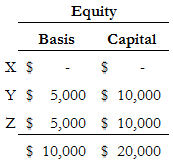 Equity
Basis Capital
X $ - $ -
Y $ 5,000 $ 10,000
Z $ 5,000 $ 10,000
$ 10,000 $ 20,000